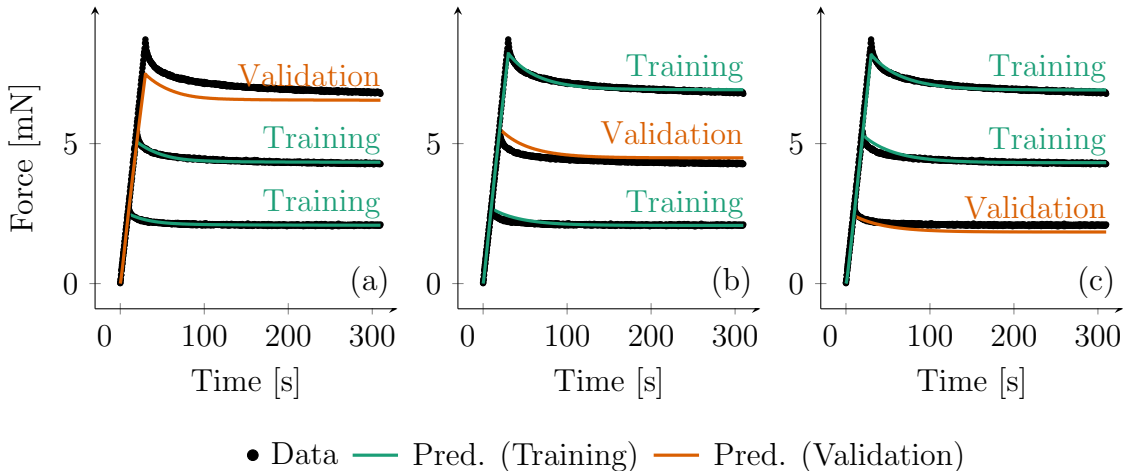 Force [mN]
5
0
Validation
Training
Training
(a)
0
100
200
300
Time [s]
5
0
Training
Validation
Training
(b)
0
100
200
300
Time [s]
5
0
Training
Training
Validation
(c)
0
100
200
300
Time [s]
Data
Pred. (Training)
Pred. (Validation)